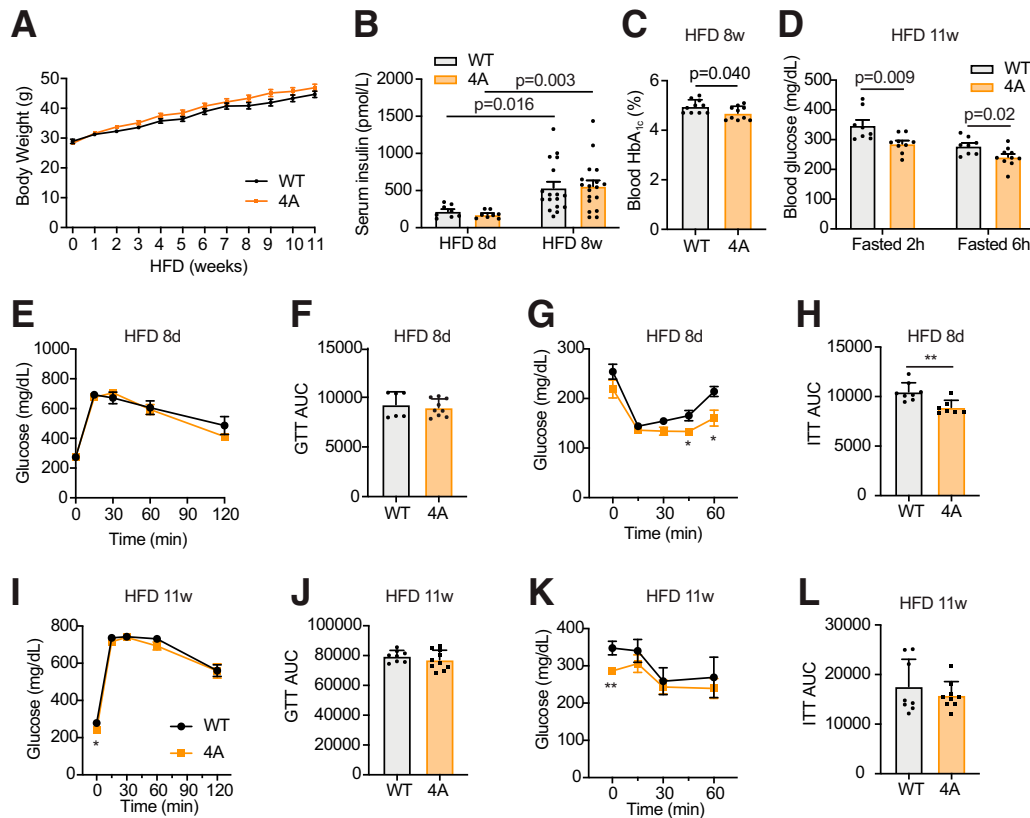 A
Body Weight (g)
60
50
40
30
20
10
0
0 1 2 3 4 5 6 7 8 9 10 11
HFD (weeks)
WT
4A
B
WT
4A
Serum insulin (pmol/L)
2000
1500
1000
500
0
p=0.003
p=0.016
HFD 8d HFD 8w
C
HFD 8w
Blood HbA1c (%)
6
4
2
0
p=0.040
WT 4A
D
HFD 11w
WT
4A
Blood glucose (mg/dL)
500
400
300
200
100
0
p=0.009
p=0.02
Fasted 2h Fasted 6h
E
HFD 8d
Glucose (mg/dL)
1000
800
600
400
200
0
0 30 60 90 120
Time (min)
F
HFD 8d
GTT AUC
15000
10000
5000
0
WT 4A
G
HFD 8d
Glucose (mg/dL)
300
200
100
0
* *
0 30 60
Time (min)
H
HFD 8d
ITT AUC
15000
10000
5000
0
**
WT 4A
I
HFD 11w
Glucose (mg/dL)
800
600
400
200
0
*
WT
4A
0 30 60 90 120
Time (min)
J
HFD 11w
GTT AUC
100000
80000
60000
40000
20000
0
WT 4A
K
HFD 11w
Glucose (mg/dL)
400
300
200
100
0
**
0 30 60
Time (min)
L
HFD 11w
ITT AUC
30000
20000
10000
0
WT 4A